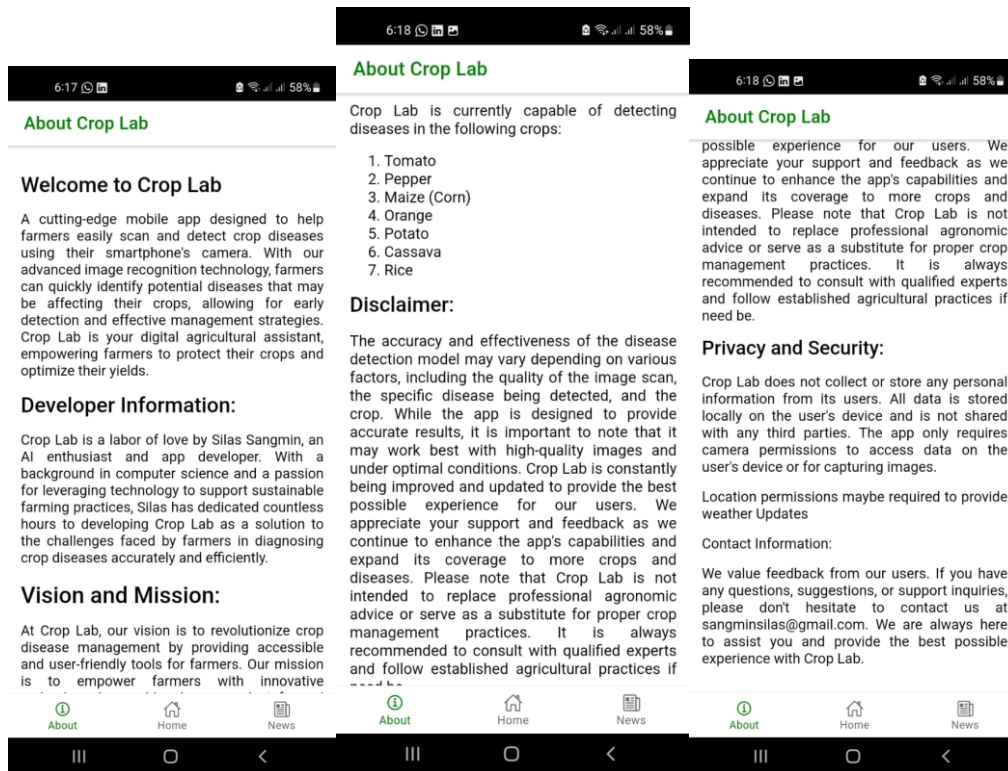 6:17 58%
About Crop Lab
Welcome to Crop Lab
A cutting-edge mobile app designed to help
farmers easily scan and detect crop diseases
using their smartphone's camera. With our
advanced image recognition technology, farmers
can quickly identify potential diseases that may
be affecting their crops, allowing for early
detection and effective management strategies.
Crop Lab is your digital agricultural assistant,
empowering farmers to protect their crops and
optimize their yields.
Developer Information:
Crop Lab is a labor of love by Silas Sangmin, an
AI enthusiast and app developer. With a
background in computer science and a passion
for leveraging technology to support sustainable
farming practices, Silas has dedicated countless
hours to developing Crop Lab as a solution to
the challenges faced by farmers in diagnosing
crop diseases accurately and efficiently.
Vision and Mission:
At Crop Lab, our vision is to revolutionize crop
disease management by providing accessible
and user-friendly tools for farmers. Our mission
is to empower farmers with innovative
About Home News
6:18 58%
About Crop Lab
Crop Lab is currently capable of detecting
diseases in the following crops:
1. Tomato
2. Pepper
3. Maize (Corn)
4. Orange
5. Potato
6. Cassava
7. Rice
Disclaimer:
The accuracy and effectiveness of the disease
detection model may vary depending on various
factors, including the quality of the image scan,
the specific disease being detected, and the
crop. While the app is designed to provide
accurate results, it is important to note that it
may work best with high-quality images and
under optimal conditions. Crop Lab is constantly
being improved and updated to provide the best
possible experience for our users. We
appreciate your support and feedback as we
continue to enhance the app's capabilities and
expand its coverage to more crops and
diseases. Please note that Crop Lab is not
intended to replace professional agronomic
advice or serve as a substitute for proper crop
management practices. It is always
recommended to consult with qualified experts
and follow established agricultural practices if
need be.
About Home News
6:18 58%
About Crop Lab
possible experience for our users. We
appreciate your support and feedback as we
continue to enhance the app's capabilities and
expand its coverage to more crops and
diseases. Please note that Crop Lab is not
intended to replace professional agronomic
advice or serve as a substitute for proper crop
management practices. It is always
recommended to consult with qualified experts
and follow established agricultural practices if
need be.
Privacy and Security:
Crop Lab does not collect or store any personal
information from its users. All data is stored
locally on the user's device and is not shared
with any third parties. The app only requires
camera permissions to access data on the
user's device or for capturing images.
Location permissions maybe required to provide
weather Updates
Contact Information:
We value feedback from our users. If you have
any questions, suggestions, or support inquiries,
please don't hesitate to contact us at
sangminsilas@gmail.com. We are always here
to assist you and provide the best possible
experience with Crop Lab.
About Home News